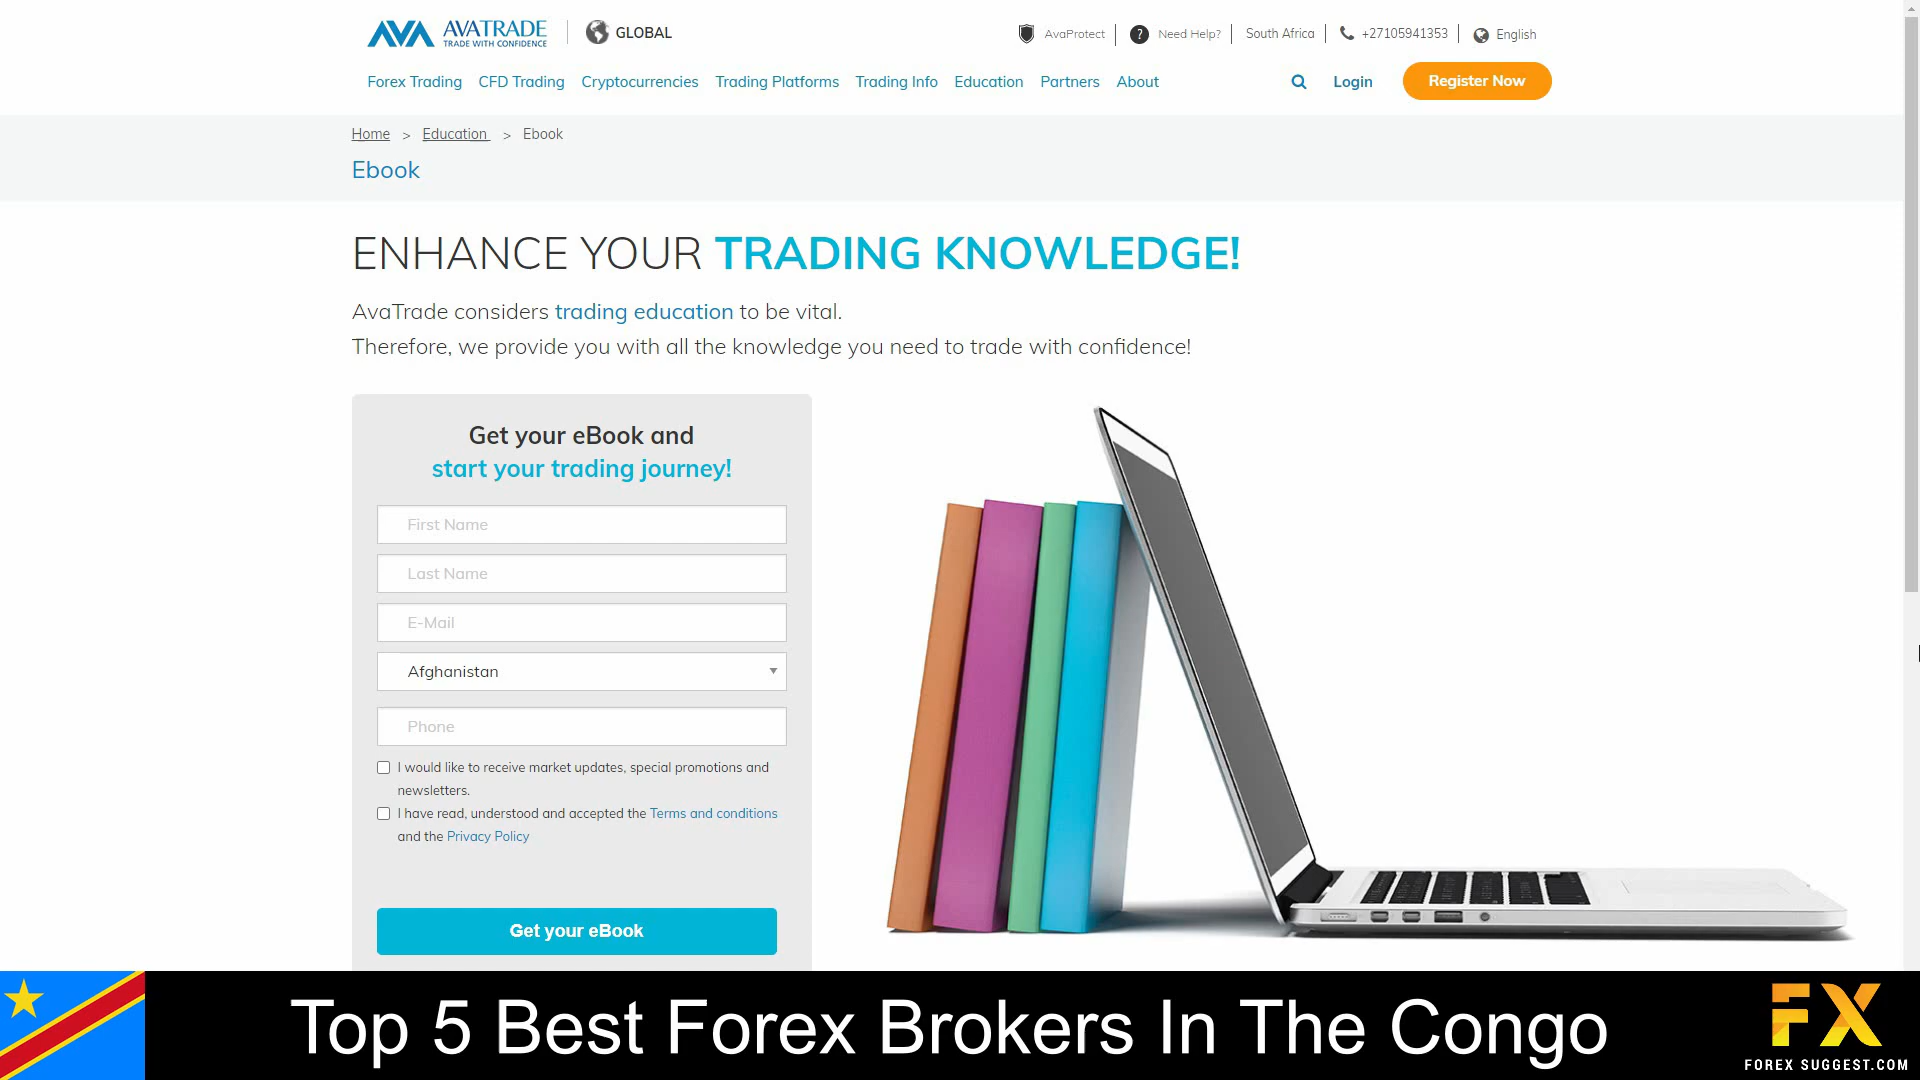 AVATRADE
TRADE WITH CONFIDENCE
GLOBAL
AvaProtect
? Need Help?
South Africa
+27105941353
English
Forex Trading
CFD Trading
Cryptocurrencies
Trading Platforms
Trading Info
Education
Partners
About
Login
Register Now
Home > Education > Ebook
Ebook
ENHANCE YOUR TRADING KNOWLEDGE!
AvaTrade considers trading education to be vital.
Therefore, we provide you with all the knowledge you need to trade with confidence!
Get your eBook and
start your trading journey!
First Name
Last Name
E-Mail
Afghanistan
Phone
I would like to receive market updates, special promotions and
newsletters.
I have read, understood and accepted the Terms and conditions
and the Privacy Policy
Get your eBook
Top 5 Best Forex Brokers In The Congo
FX
FOREX SUGGEST.COM